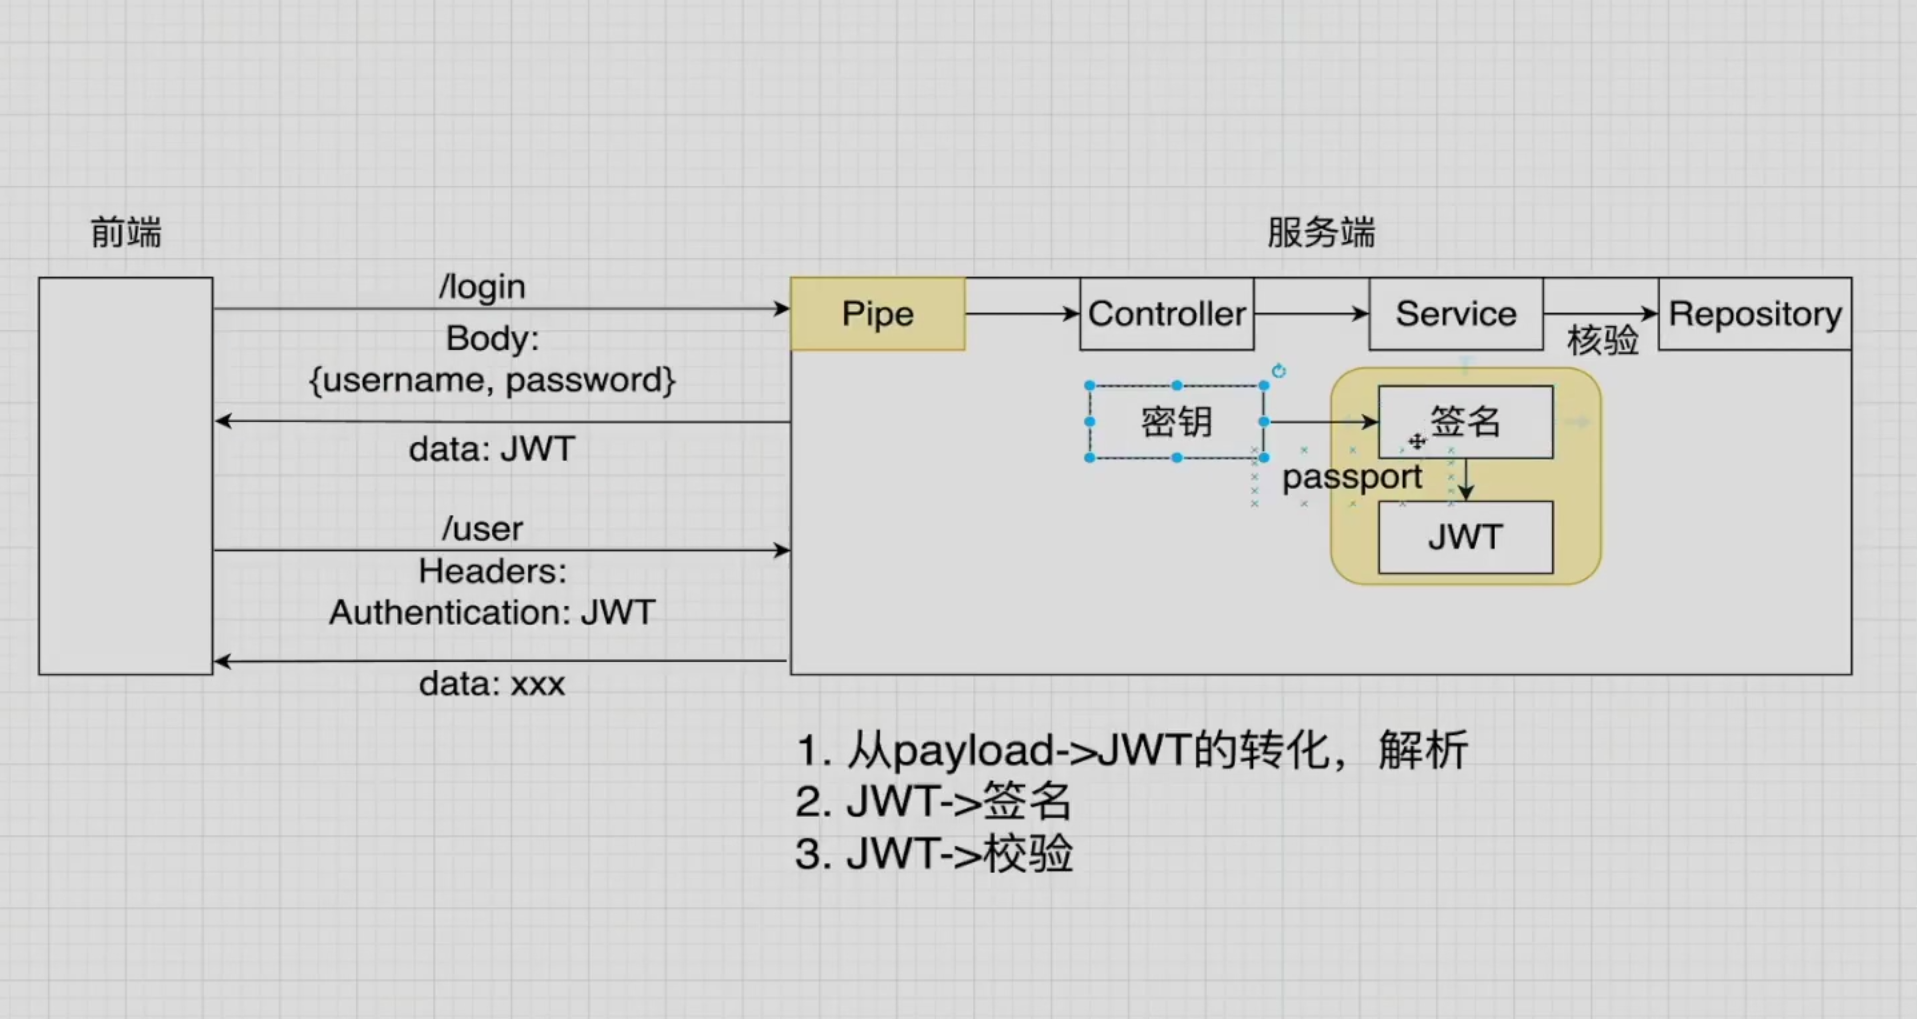 前端
服务端
/login
Body:
{username, password}
data: JWT
/user
Headers:
Authentication: JWT
data: xxx
Pipe
Controller
Service
核验
Repository
密钥
签名
passport
JWT
1. 从payload->JWT的转化，解析
2. JWT->签名
3. JWT->校验